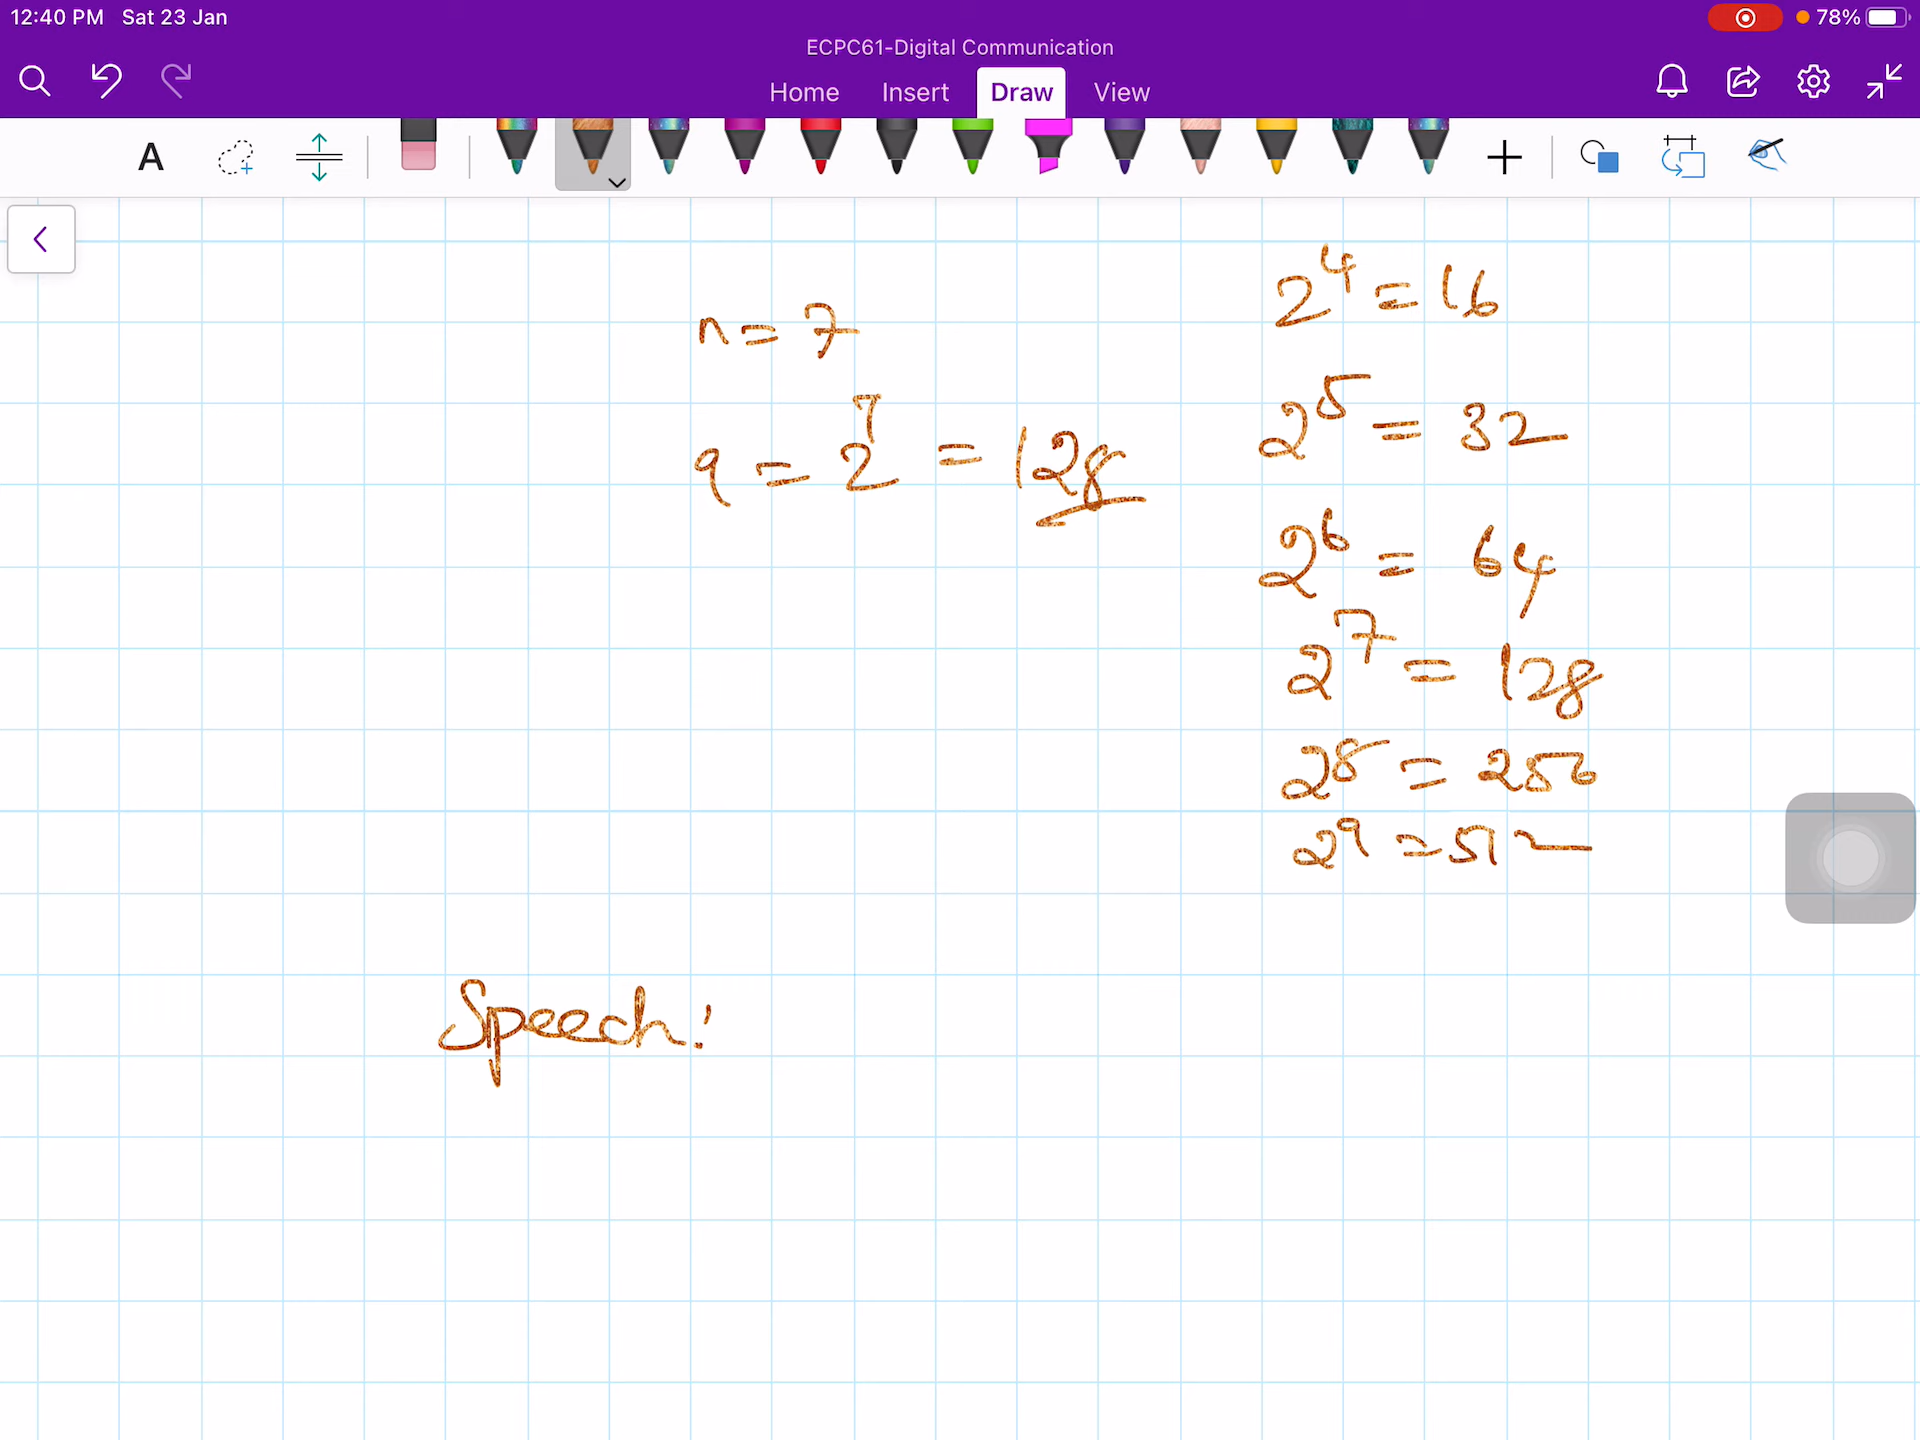 12:40 PM Sat 23 Jan 78%
ECPC61-Digital Communication
Home Insert Draw View
A
n = 7
q = 2^7 = 128
2^4 = 16
2^5 = 32
2^6 = 64
2^7 = 128
2^8 = 256
2^9 = 512
Speech: